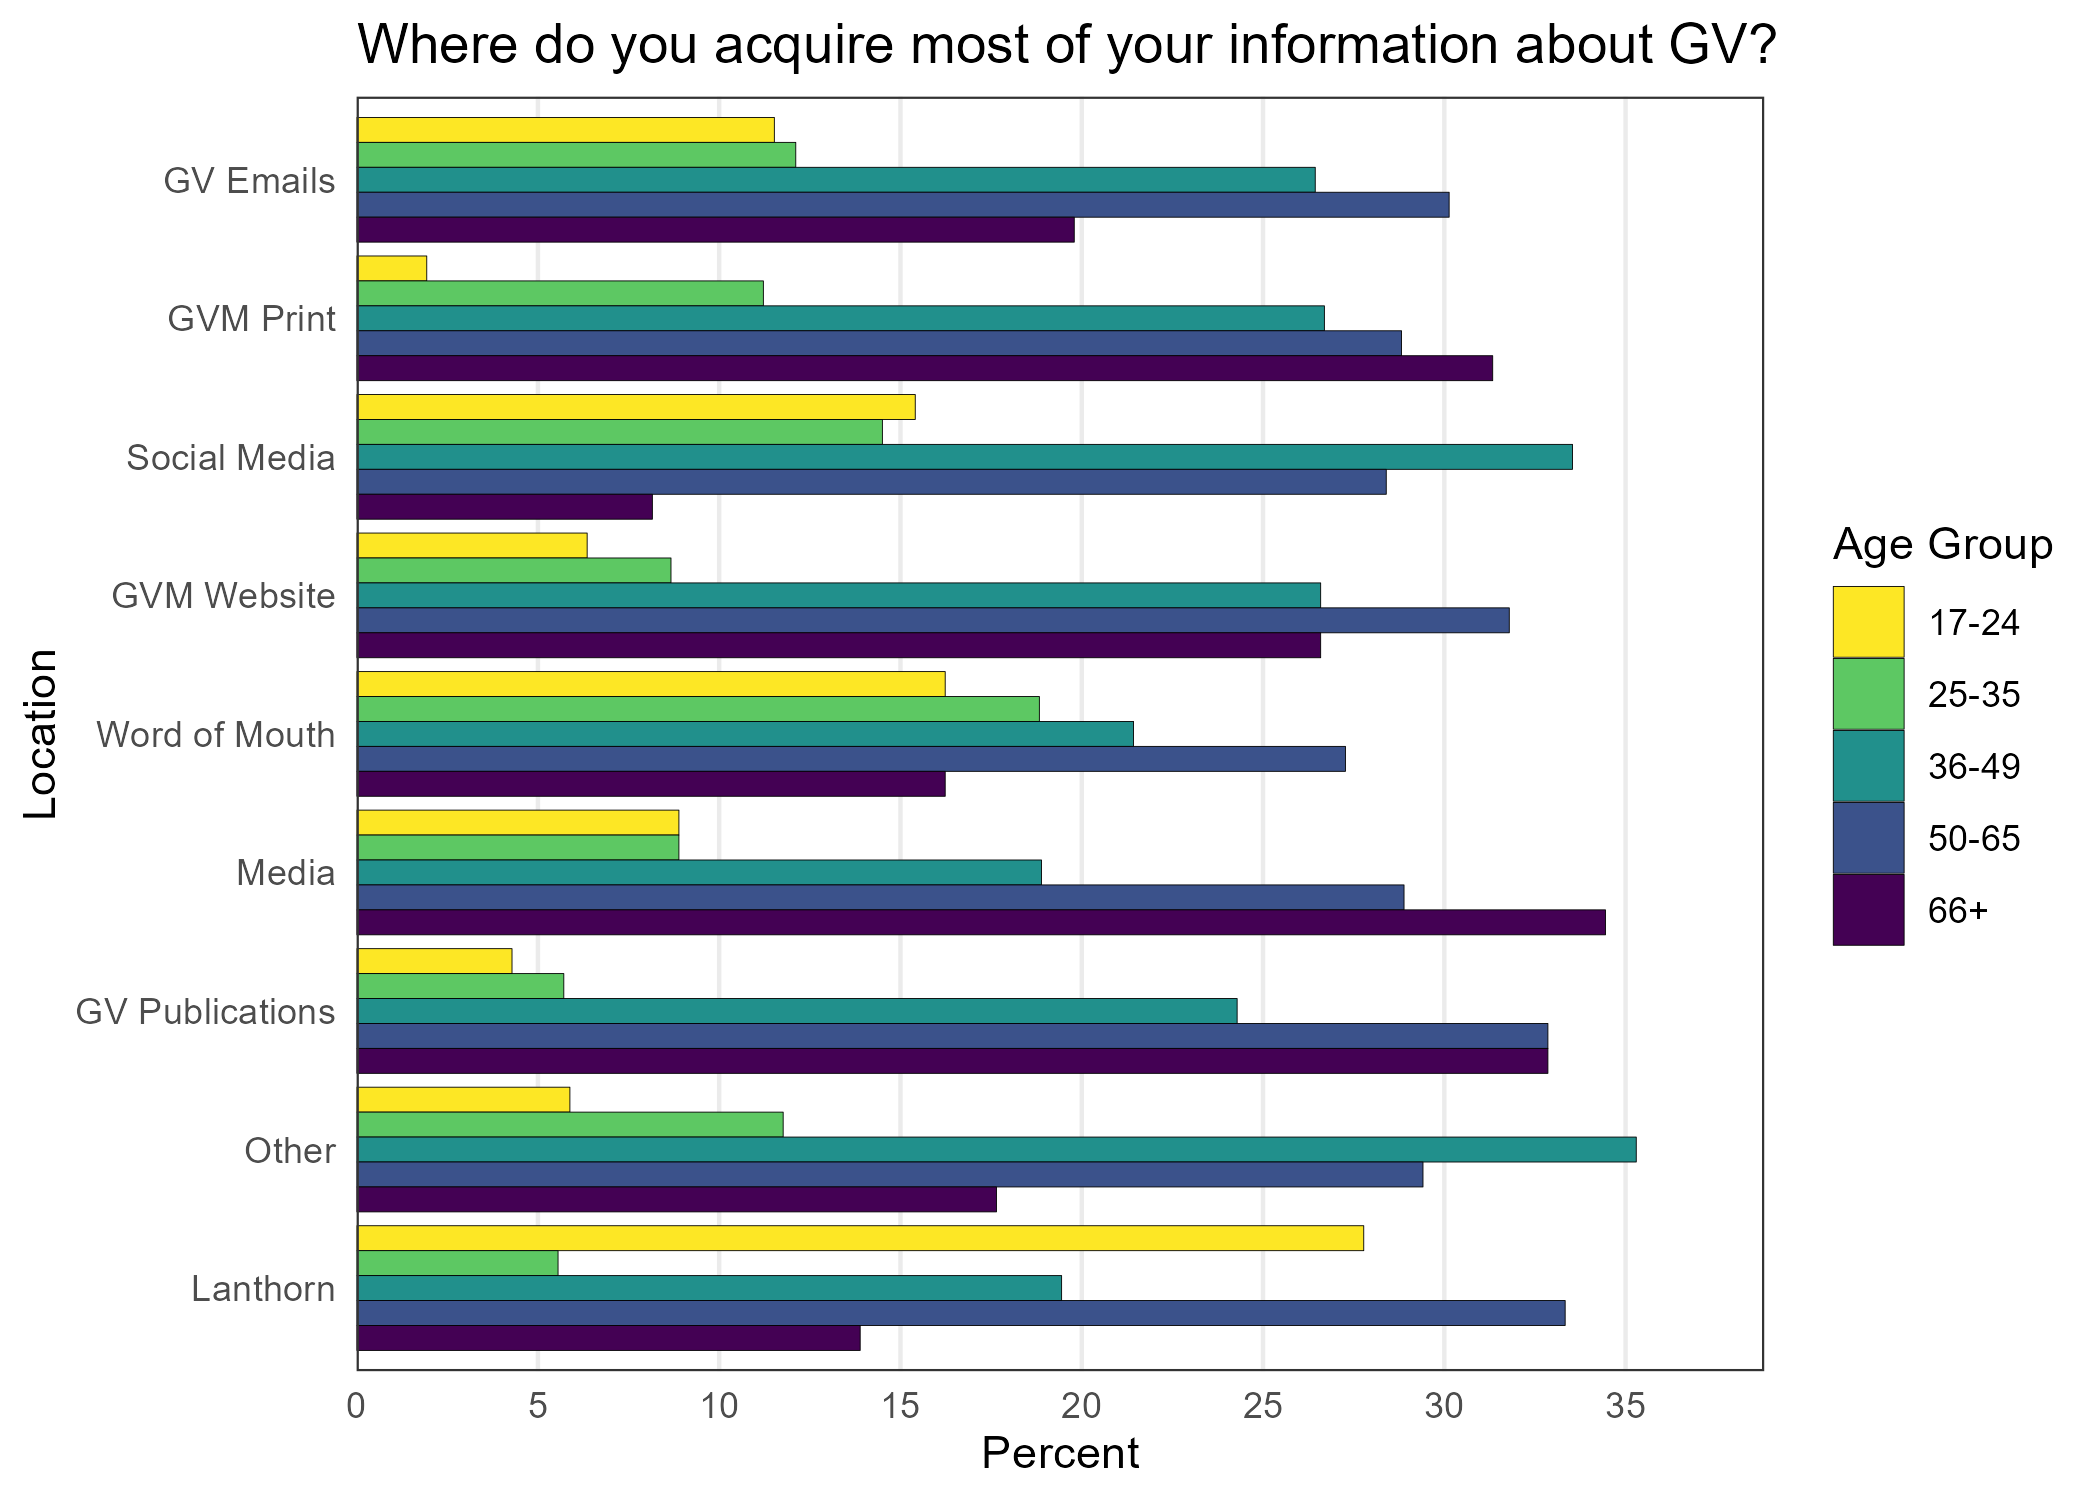 Where do you acquire most of your information about GV?
GV Emails
GVM Print
Social Media
GVM Website
Word of Mouth
Media
GV Publications
Other
Lanthorn
Location
0 5 10 15 20 25 30 35
Percent
Age Group
17-24
25-35
36-49
50-65
66+